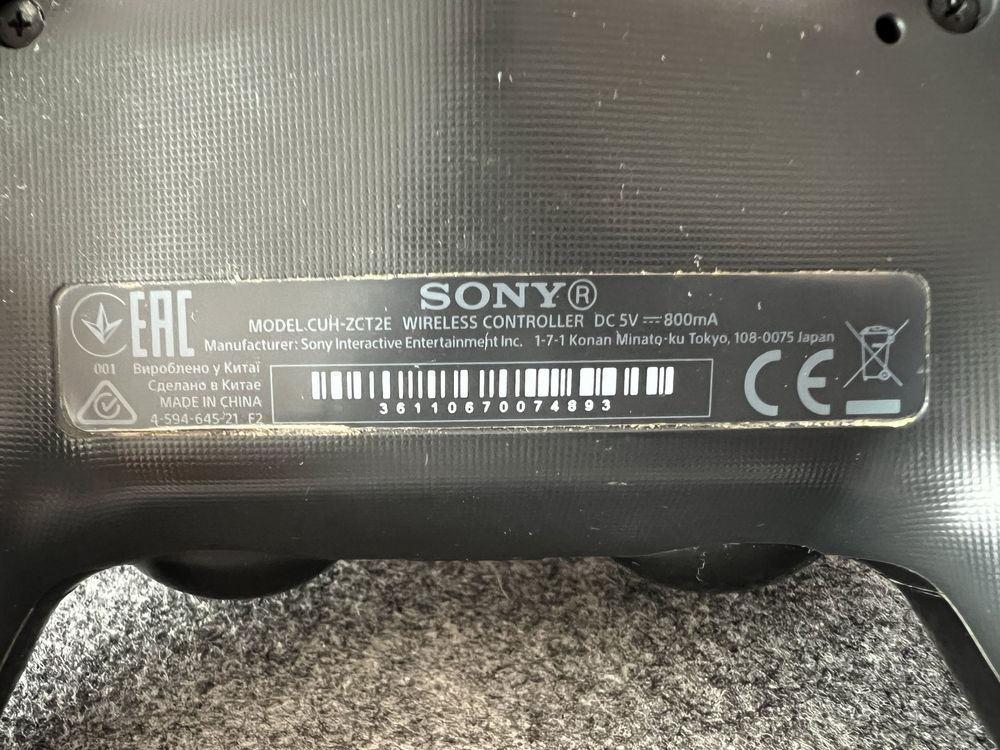 SONY®
EAC
MODEL.CUH-ZCT2E WIRELESS CONTROLLER DC 5V ⎓ 800mA
Manufacturer: Sony Interactive Entertainment Inc. 1-7-1 Konan Minato-ku Tokyo, 108-0075 Japan
001 Вироблено у Китаї
Сделано в Китае
MADE IN CHINA
4-594-645-21 F2
36110670074893
CE